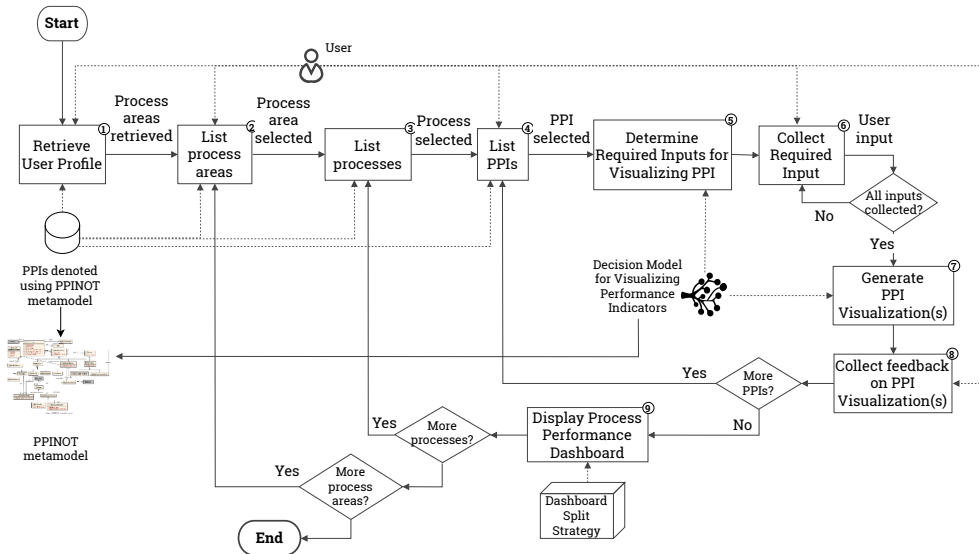 Start
User
Process
areas
retrieved
Process
area
selected
Process
selected
PPI
selected
User
input
1
Retrieve
User Profile
2
List
process
areas
3
List
processes
4
List
PPIs
5
Determine
Required Inputs for
Visualizing PPI
6
Collect
Required
Input
All inputs
collected?
No
Yes
PPIs denoted
using PPINOT
metamodel
Decision Model
for Visualizing
Performance
Indicators
7
Generate
PPI
Visualization(s)
8
Collect feedback
on PPI
Visualization(s)
More
PPIs?
Yes
No
9
Display Process
Performance
Dashboard
More
processes?
Yes
PPINOT
metamodel
More
process
areas?
Yes
Dashboard
Split
Strategy
End